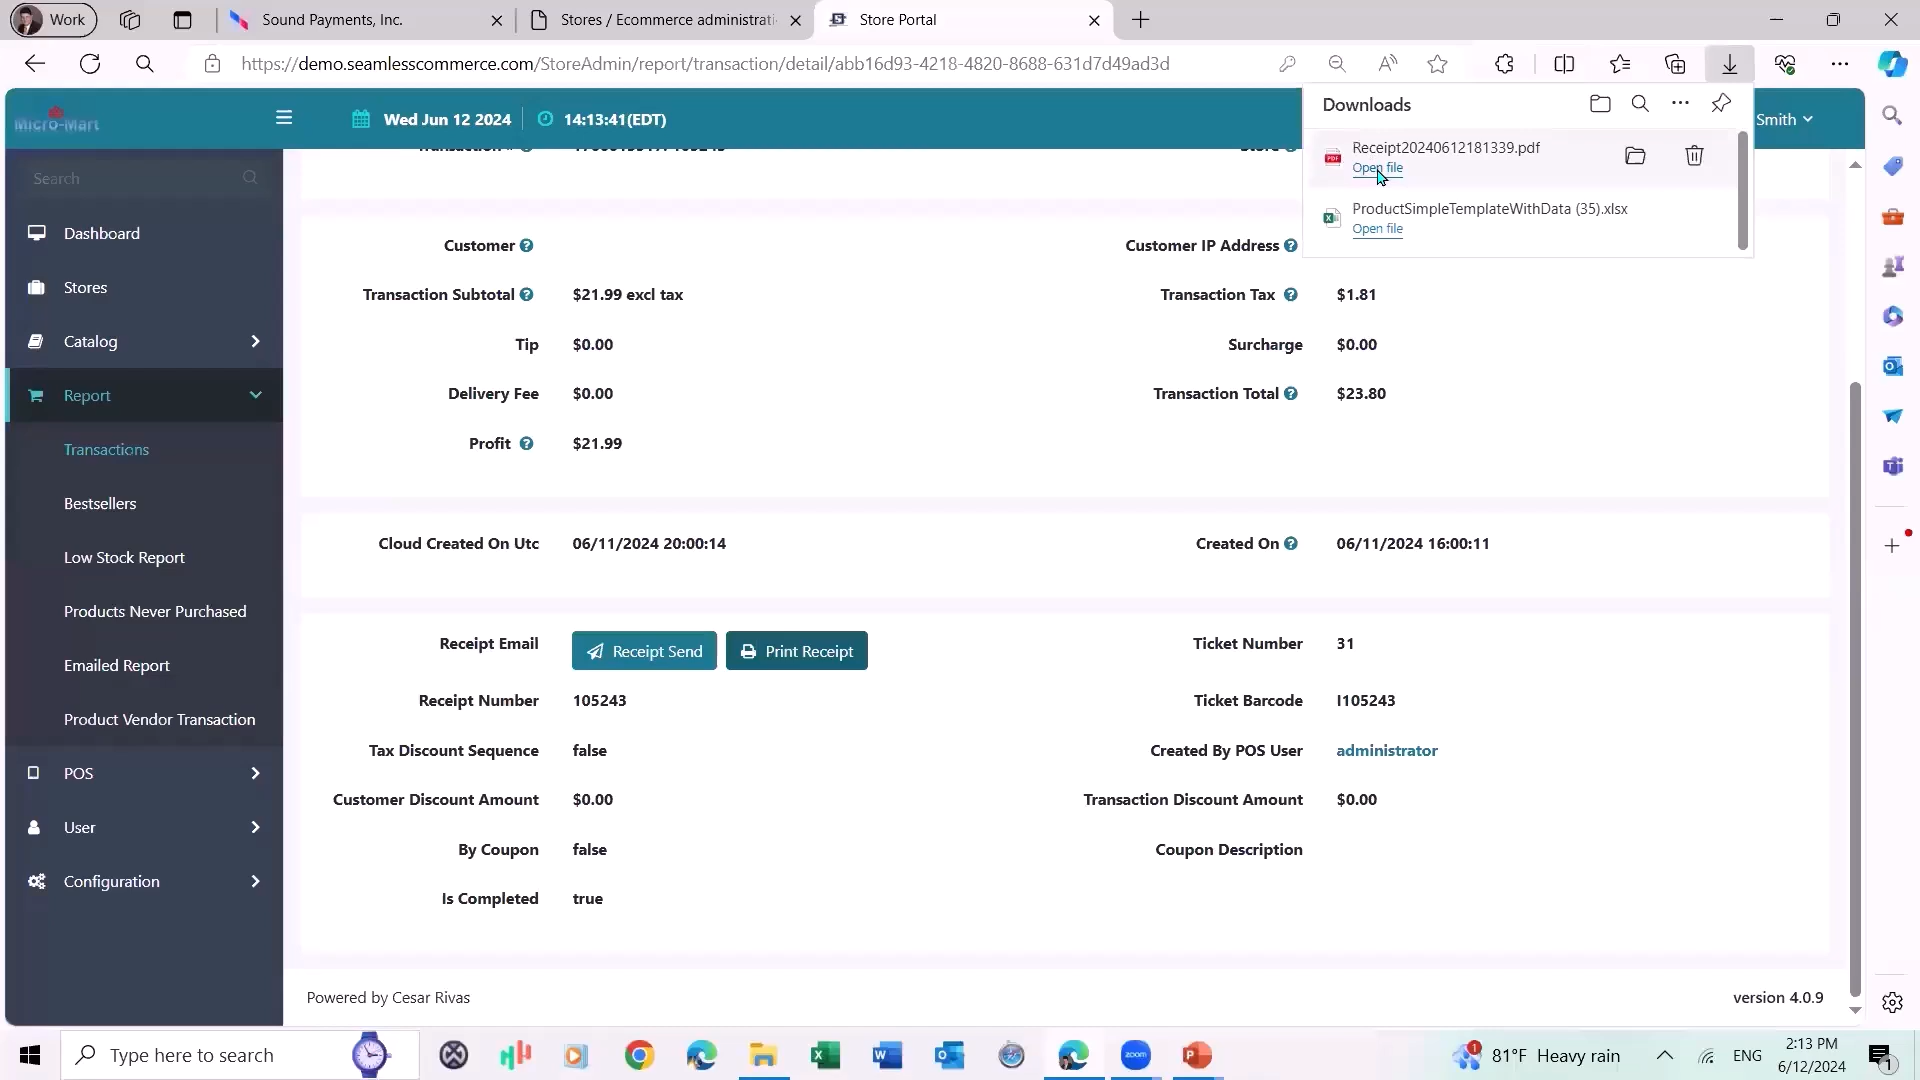 Work
Sound Payments, Inc.
Stores / Ecommerce administrati
Store Portal
https://demo.seamlesscommerce.com/StoreAdmin/report/transaction/detail/abb16d93-4218-4820-8688-631d7d49ad3d
Micro-Mart
Wed Jun 12 2024
14:13:41(EDT)
Smith
Downloads
Receipt20240612181339.pdf
Open file
ProductSimpleTemplateWithData (35).xlsx
Open file
Search
Dashboard
Stores
Catalog
Report
Transactions
Bestsellers
Low Stock Report
Products Never Purchased
Emailed Report
Product Vendor Transaction
POS
User
Configuration
Customer
Customer IP Address
Transaction Subtotal $21.99 excl tax
Transaction Tax $1.81
Tip $0.00
Surcharge $0.00
Delivery Fee $0.00
Transaction Total $23.80
Profit $21.99
Cloud Created On Utc 06/11/2024 20:00:14
Created On 06/11/2024 16:00:11
Receipt Email Receipt Send Print Receipt
Ticket Number 31
Receipt Number 105243
Ticket Barcode I105243
Tax Discount Sequence false
Created By POS User administrator
Customer Discount Amount $0.00
Transaction Discount Amount $0.00
By Coupon false
Coupon Description
Is Completed true
Powered by Cesar Rivas
version 4.0.9
Type here to search
zoom
81°F Heavy rain
ENG
2:13 PM
6/12/2024
1